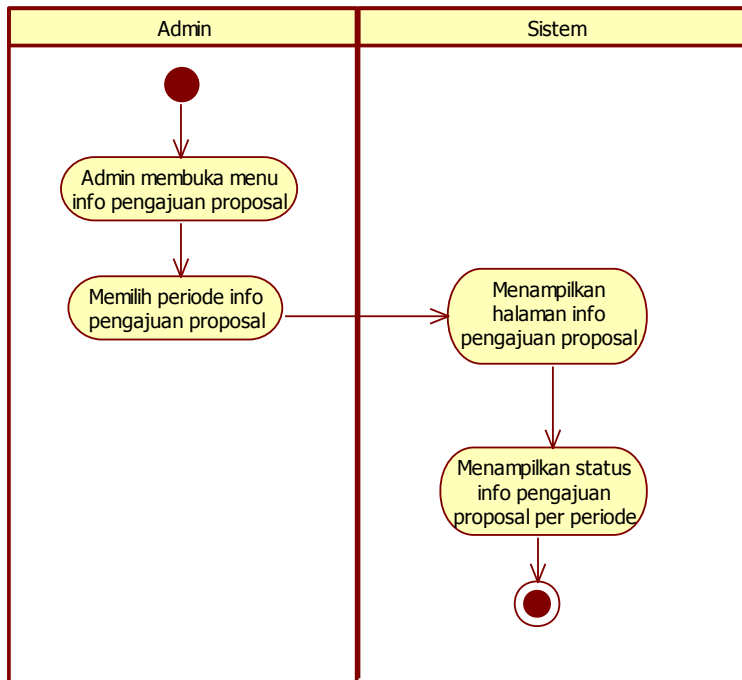 Admin
Sistem
Admin membuka menu
info pengajuan proposal
Memilih periode info
pengajuan proposal
Menampilkan
halaman info
pengajuan proposal
Menampilkan status
info pengajuan
proposal per periode